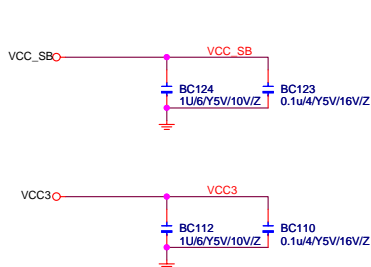 VCC_SB
VCC_SB
BC124
1U/6/Y5V/10V/Z
BC123
0.1u/4/Y5V/16V/Z
VCC3
VCC3
BC112
1U/6/Y5V/10V/Z
BC110
0.1u/4/Y5V/16V/Z